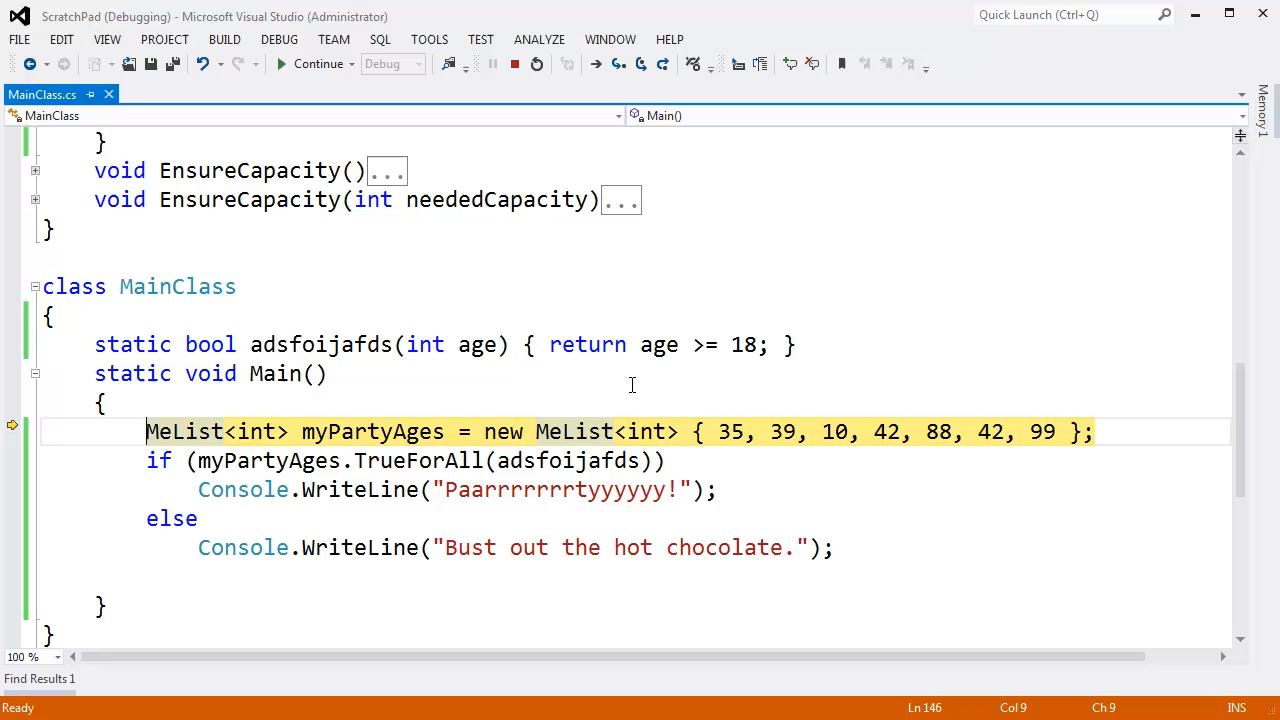 ScratchPad (Debugging) - Microsoft Visual Studio (Administrator)
Quick Launch (Ctrl+Q)
FILE EDIT VIEW PROJECT BUILD DEBUG TEAM SQL TOOLS TEST ANALYZE WINDOW HELP
Continue Debug
MainClass.cs
MainClass Main()
Memory 1
}
void EnsureCapacity()...
void EnsureCapacity(int neededCapacity)...
}
class MainClass
{
static bool adsfoijafds(int age) { return age >= 18; }
static void Main()
{
MeList<int> myPartyAges = new MeList<int> { 35, 39, 10, 42, 88, 42, 99 };
if (myPartyAges.TrueForAll(adsfoijafds))
Console.WriteLine("Paarrrrrrrtyyyyyy!");
else
Console.WriteLine("Bust out the hot chocolate.");
}
}
100 %
Find Results 1
Ready Ln 146 Col 9 Ch 9 INS